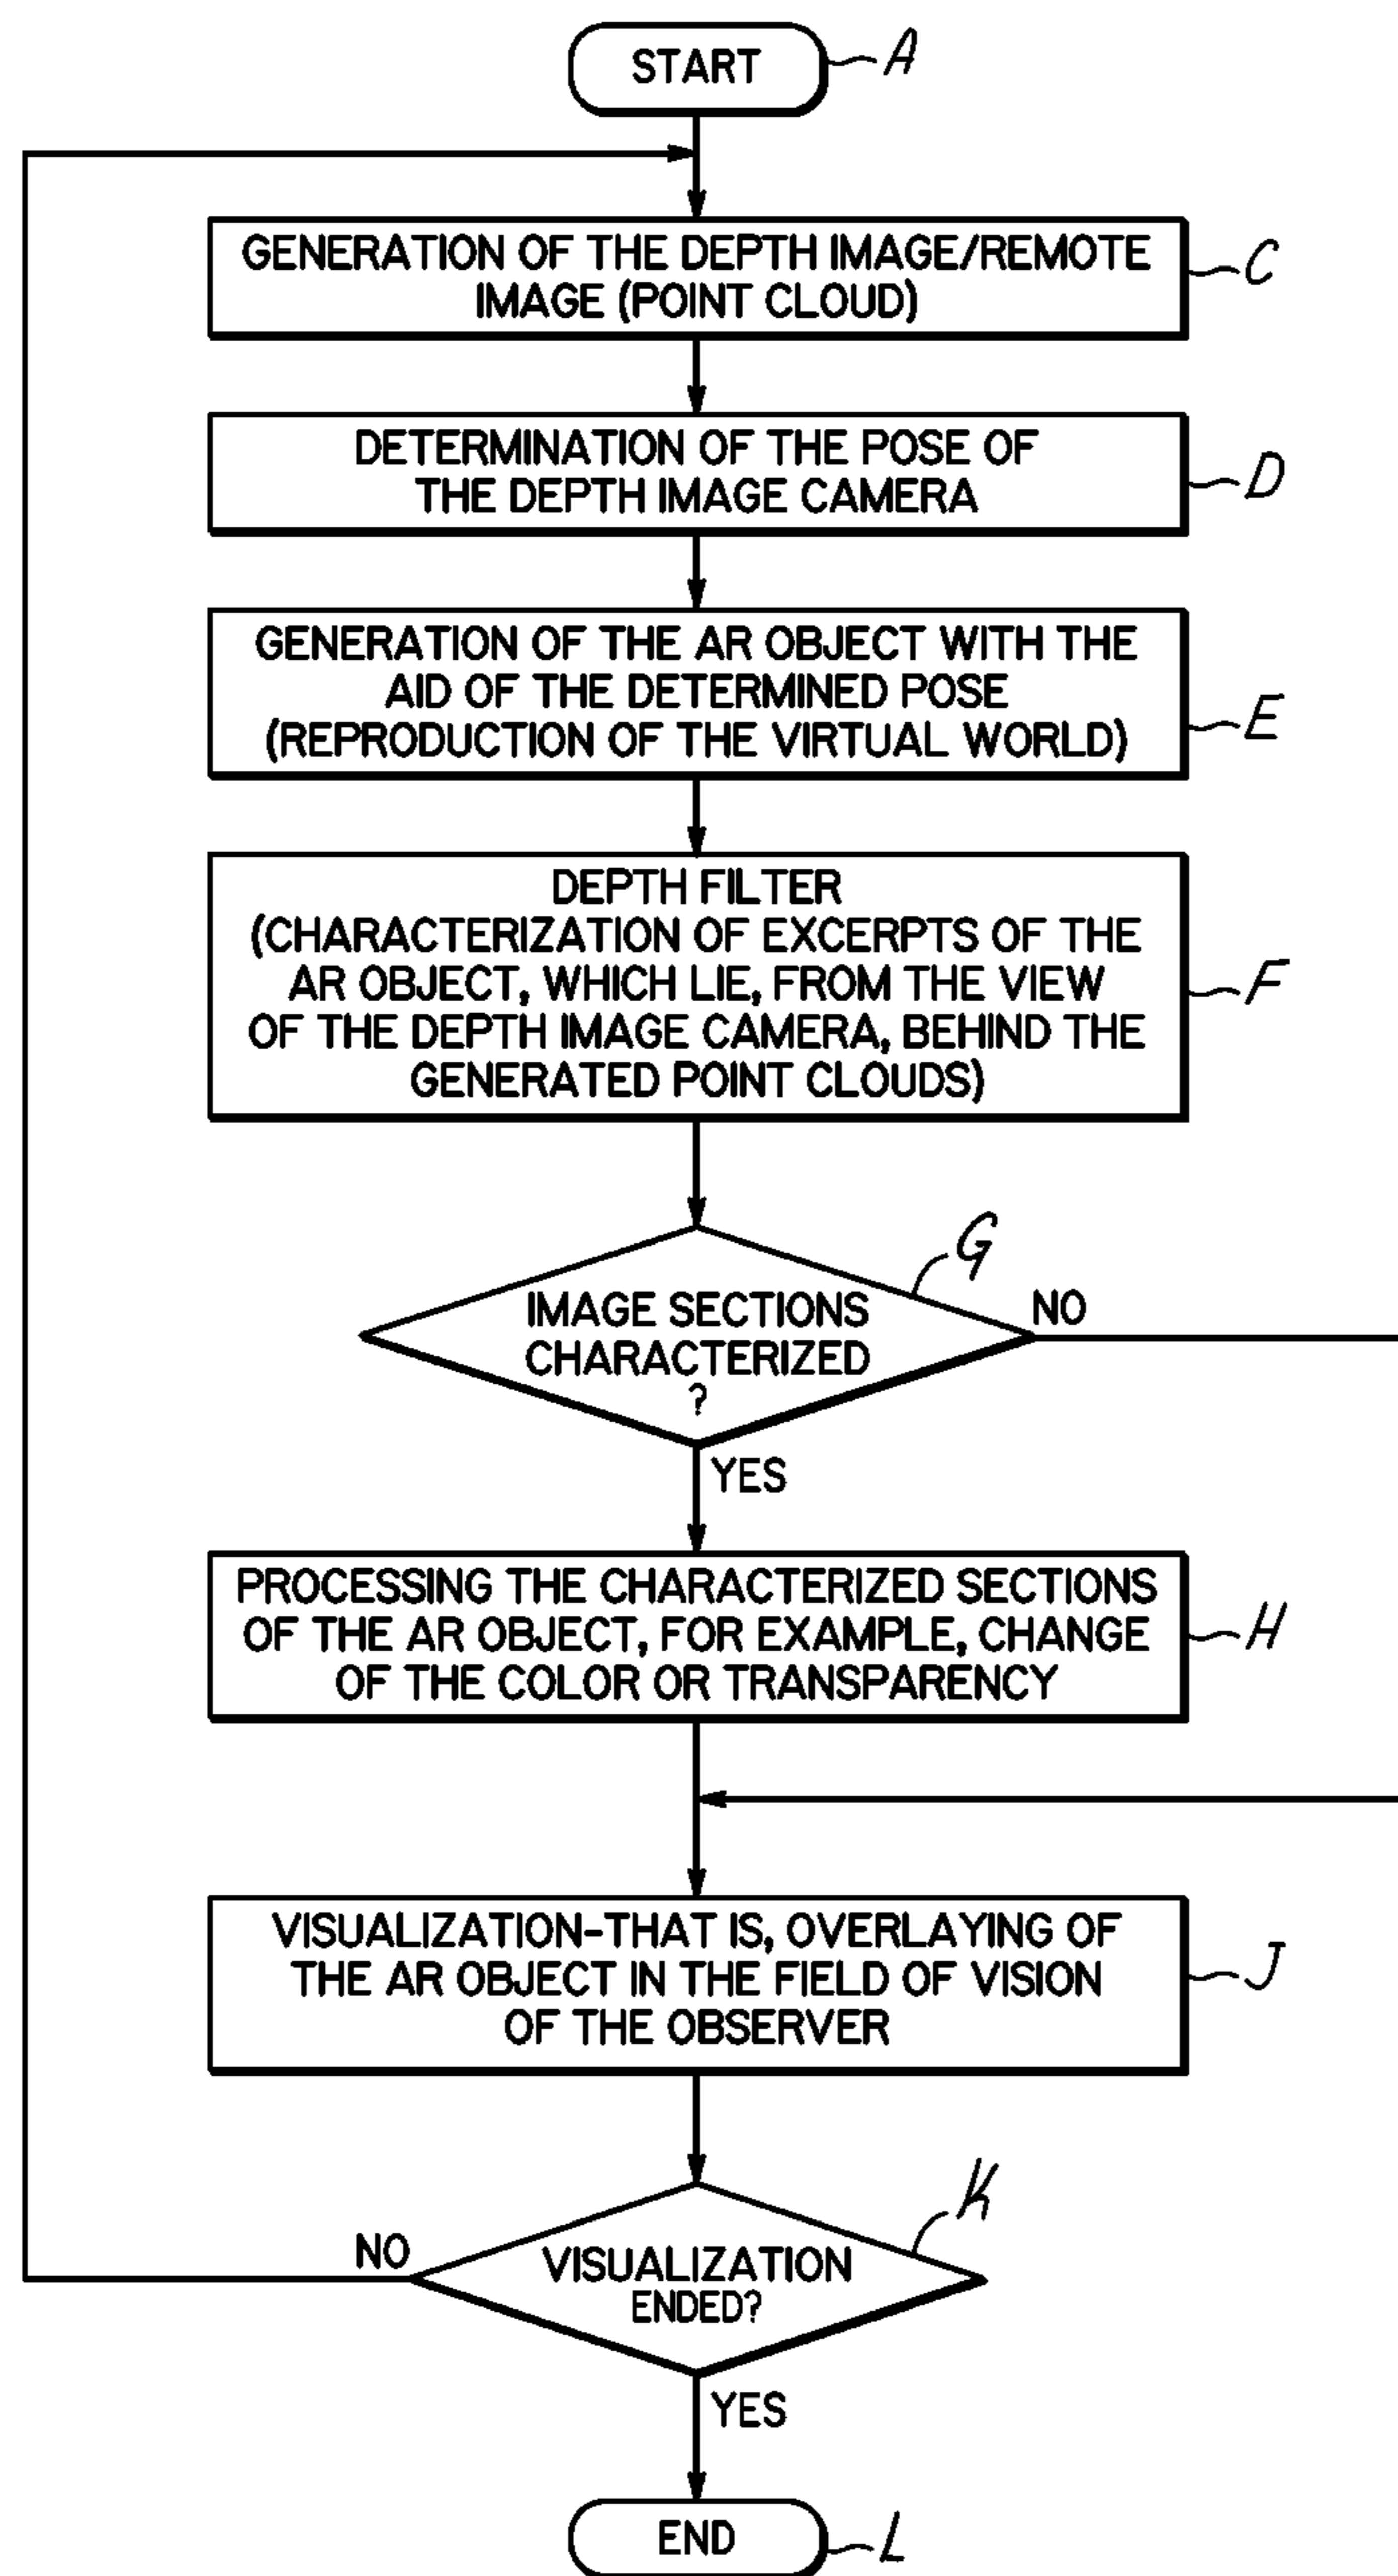 START
A
GENERATION OF THE DEPTH IMAGE/REMOTE
IMAGE (POINT CLOUD)
C
DETERMINATION OF THE POSE OF
THE DEPTH IMAGE CAMERA
D
GENERATION OF THE AR OBJECT WITH THE
AID OF THE DETERMINED POSE
(REPRODUCTION OF THE VIRTUAL WORLD)
E
DEPTH FILTER
(CHARACTERIZATION OF EXCERPTS OF THE
AR OBJECT, WHICH LIE, FROM THE VIEW
OF THE DEPTH IMAGE CAMERA, BEHIND THE
GENERATED POINT CLOUDS)
F
G
IMAGE SECTIONS
CHARACTERIZED
?
NO
YES
PROCESSING THE CHARACTERIZED SECTIONS
OF THE AR OBJECT, FOR EXAMPLE, CHANGE
OF THE COLOR OR TRANSPARENCY
H
VISUALIZATION-THAT IS, OVERLAYING OF
THE AR OBJECT IN THE FIELD OF VISION
OF THE OBSERVER
J
K
NO
VISUALIZATION
ENDED?
YES
END
L